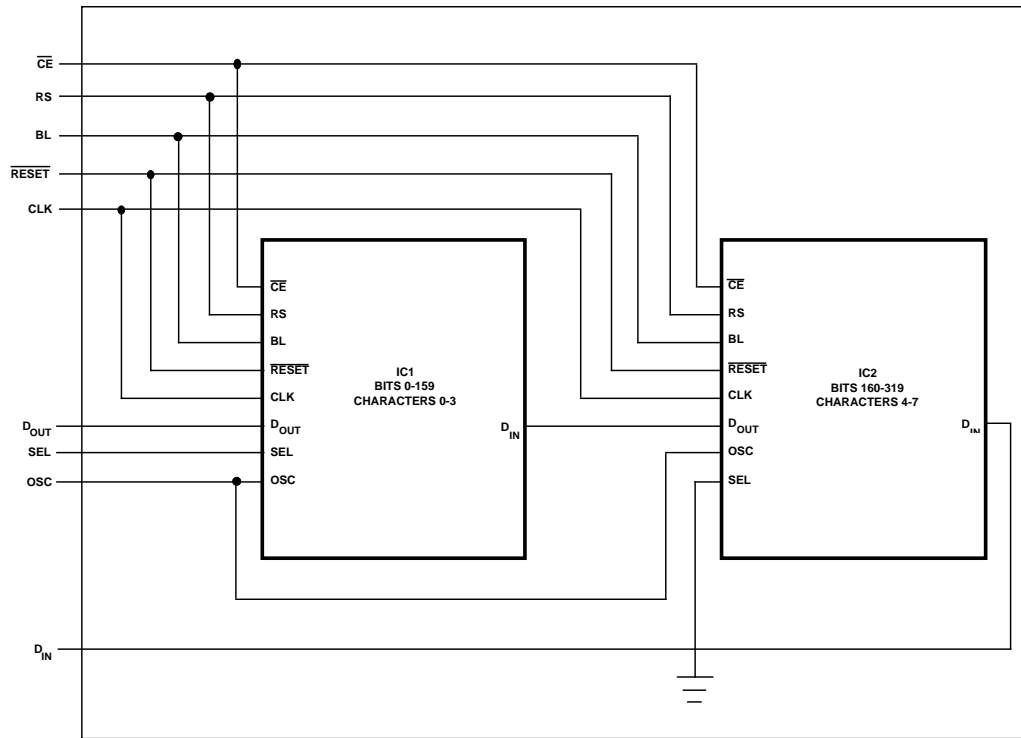 CE
RS
BL
RESET
CLK
DOUT
SEL
OSC
DIN
CE
RS
BL
RESET
CLK
DOUT
SEL
OSC
IC1
BITS 0-159
CHARACTERS 0-3
DIN
CE
RS
BL
RESET
CLK
DOUT
OSC
SEL
IC2
BITS 160-319
CHARACTERS 4-7
DIN